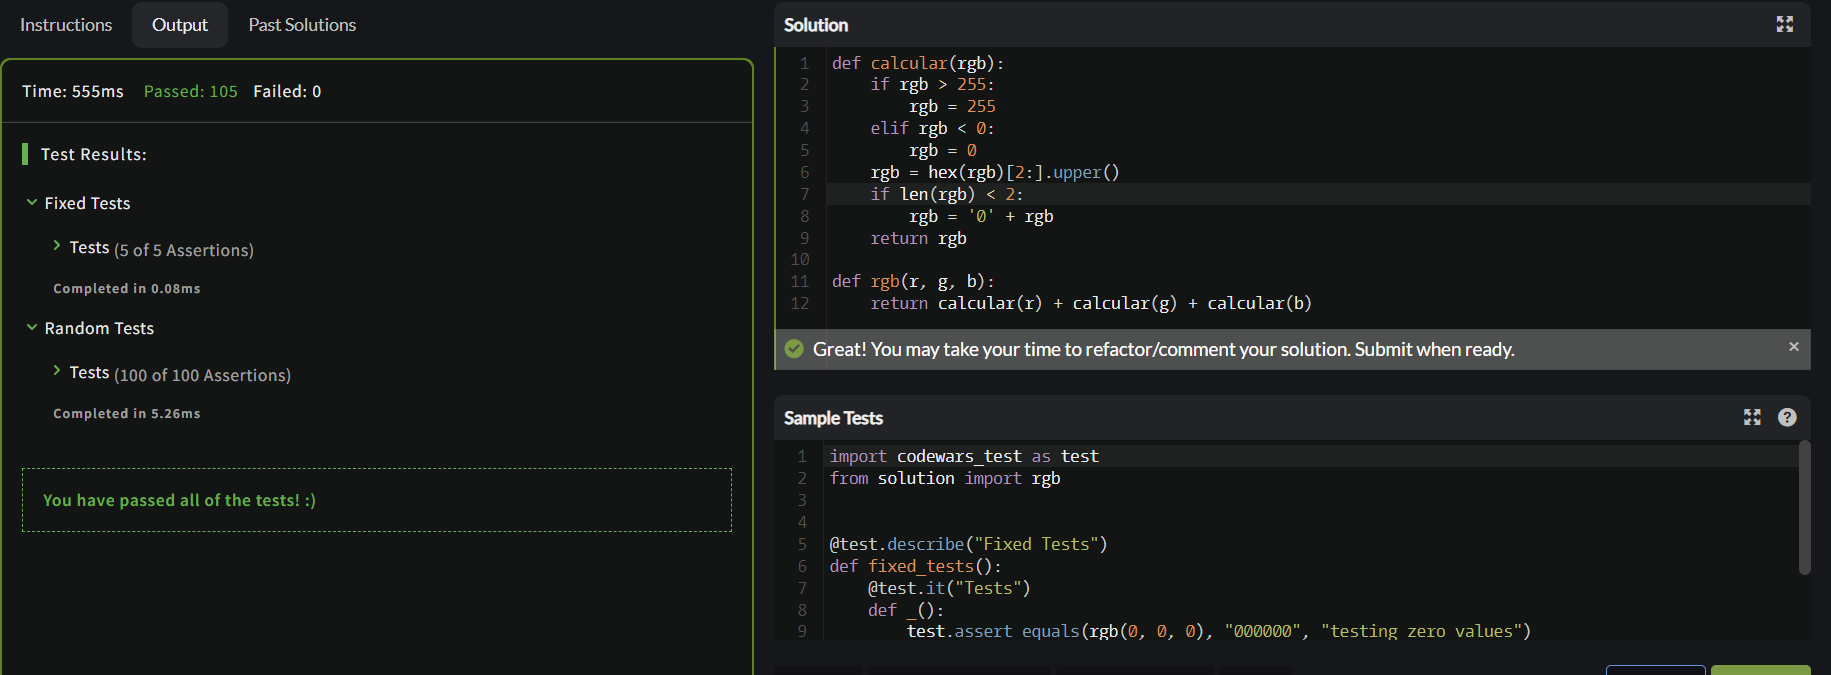 Instructions
Output
Past Solutions
Time: 555ms Passed: 105 Failed: 0
Test Results:
Fixed Tests
Tests (5 of 5 Assertions)
Completed in 0.08ms
Random Tests
Tests (100 of 100 Assertions)
Completed in 5.26ms
You have passed all of the tests! :)
Solution
1 def calcular(rgb):
2     if rgb > 255:
3         rgb = 255
4     elif rgb < 0:
5         rgb = 0
6     rgb = hex(rgb)[2:].upper()
7     if len(rgb) < 2:
8         rgb = '0' + rgb
9     return rgb
10
11 def rgb(r, g, b):
12     return calcular(r) + calcular(g) + calcular(b)
Great! You may take your time to refactor/comment your solution. Submit when ready.
Sample Tests
1 import codewars_test as test
2 from solution import rgb
3
4
5 @test.describe("Fixed Tests")
6 def fixed_tests():
7     @test.it("Tests")
8     def _():
9         test.assert_equals(rgb(0, 0, 0), "000000", "testing zero values")